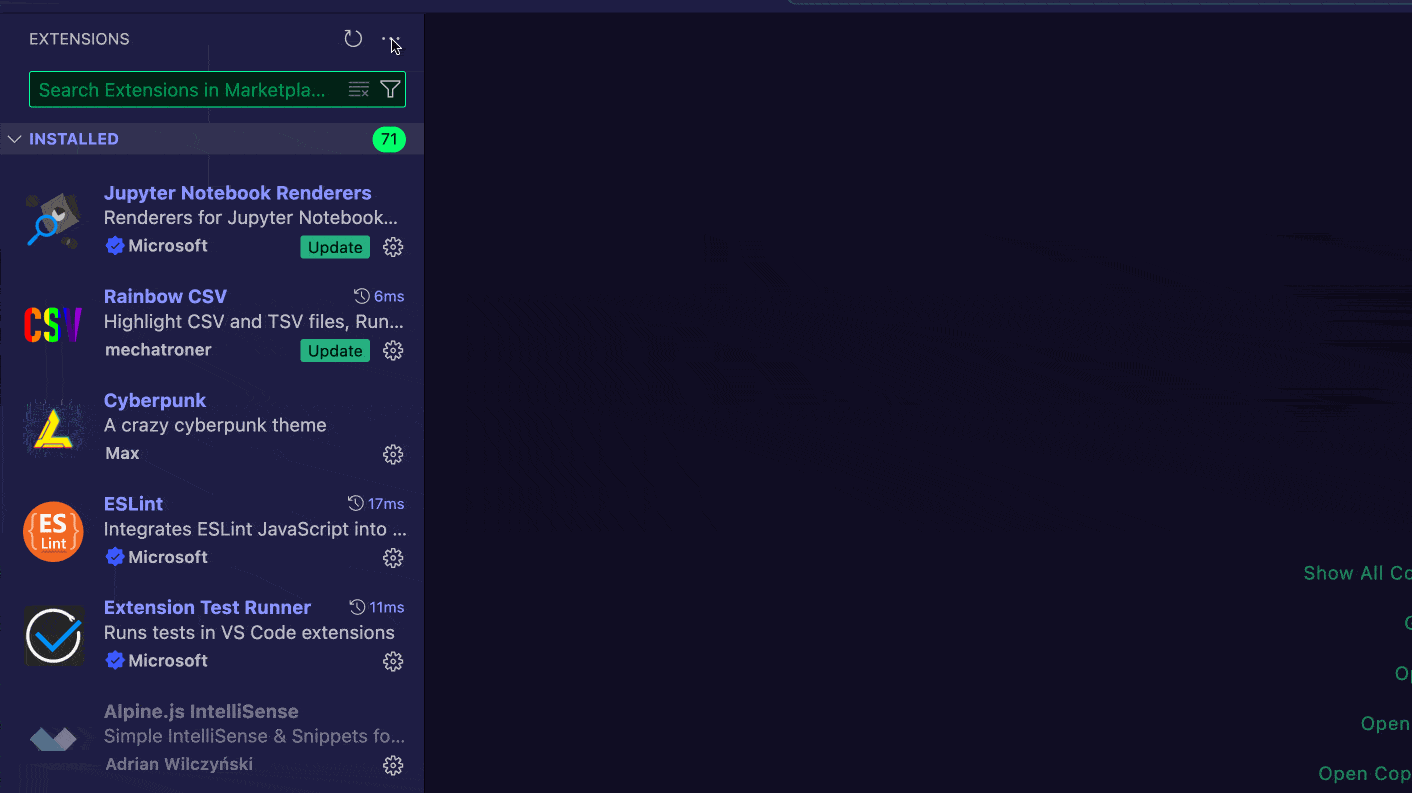 EXTENSIONS
Search Extensions in Marketpla...
INSTALLED
71
Jupyter Notebook Renderers
Renderers for Jupyter Notebook...
Microsoft
Update
CSV
Rainbow CSV
6ms
Highlight CSV and TSV files, Run...
mechatroner
Update
Cyberpunk
A crazy cyberpunk theme
Max
{ES}
Lint
ESLint
17ms
Integrates ESLint JavaScript into ...
Microsoft
Extension Test Runner
11ms
Runs tests in VS Code extensions
Microsoft
Alpine.js IntelliSense
Simple IntelliSense & Snippets fo...
Adrian Wilczyński
Show All Co
Open
Open Cop